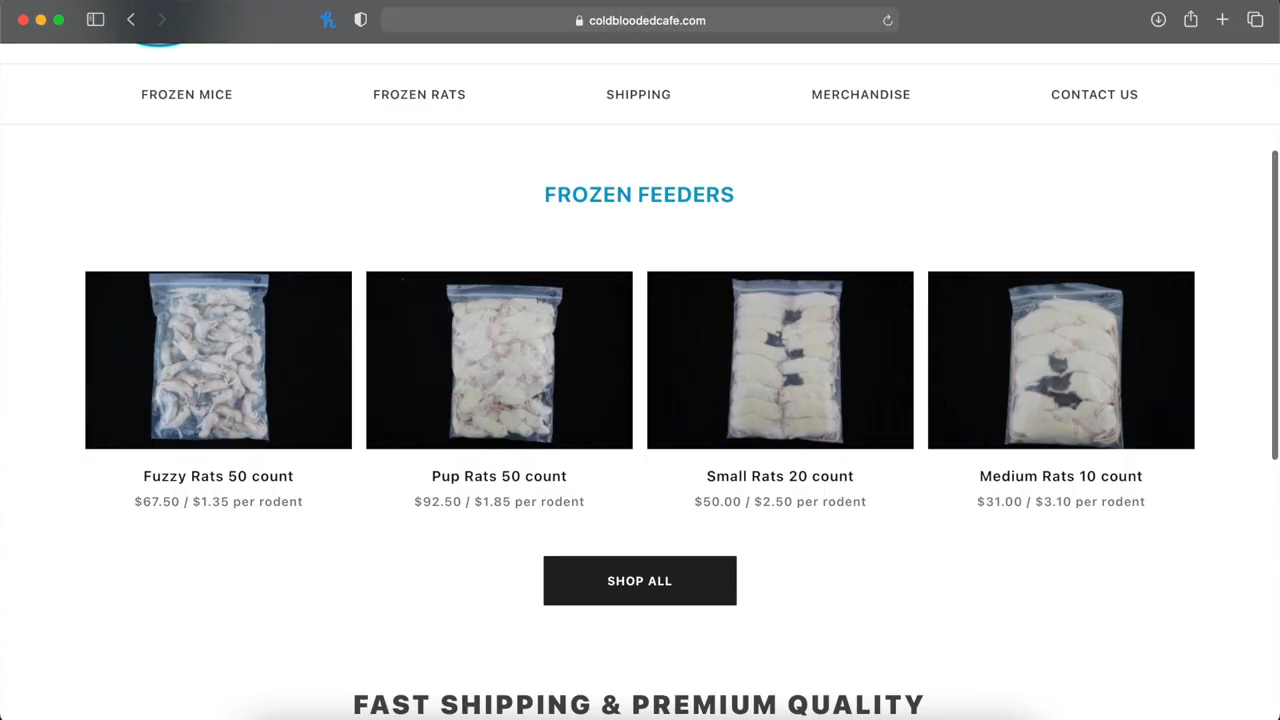 coldbloodedcafe.com
FROZEN MICE
FROZEN RATS
SHIPPING
MERCHANDISE
CONTACT US
FROZEN FEEDERS
Fuzzy Rats 50 count
$67.50 / $1.35 per rodent
Pup Rats 50 count
$92.50 / $1.85 per rodent
Small Rats 20 count
$50.00 / $2.50 per rodent
Medium Rats 10 count
$31.00 / $3.10 per rodent
SHOP ALL
FAST SHIPPING & PREMIUM QUALITY